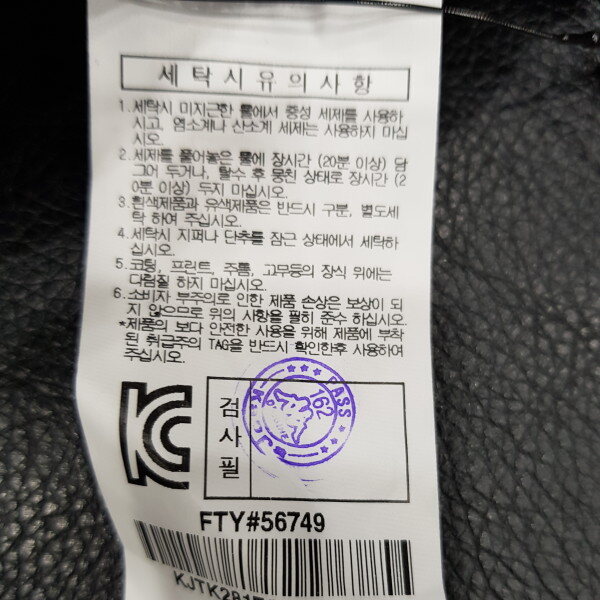 세탁시유의사항
1. 세탁시 미지근한 물에서 중성 세제를 사용하
시고, 염소계나 산소계 세제는 사용하지 마십
시오.
2. 세제를 풀어놓은 물에 장시간 (20분 이상) 담
그어 두거나, 탈수 후 뭉친 상태로 장시간 (2
0분 이상) 두지 마십시오.
3. 흰색제품과 유색제품은 반드시 구분, 별도세
탁 하여 주십시오.
4. 세탁시 지퍼나 단추를 잠근 상태에서 세탁하
십시오.
5. 코팅, 프린트, 주름, 고무등의 장식 위에는
다림질 하지 마십시오.
6. 소비자 부주의로 인한 제품 손상은 보상이 되
지 않으므로 위의 사항을 필히 준수 하십시오.
*제품의 보다 안전한 사용을 위해 제품에 부착
된 취급주의 TAG을 반드시 확인한후 사용하여
주십시오.
KC
검사필
PASS
162
FTY#56749